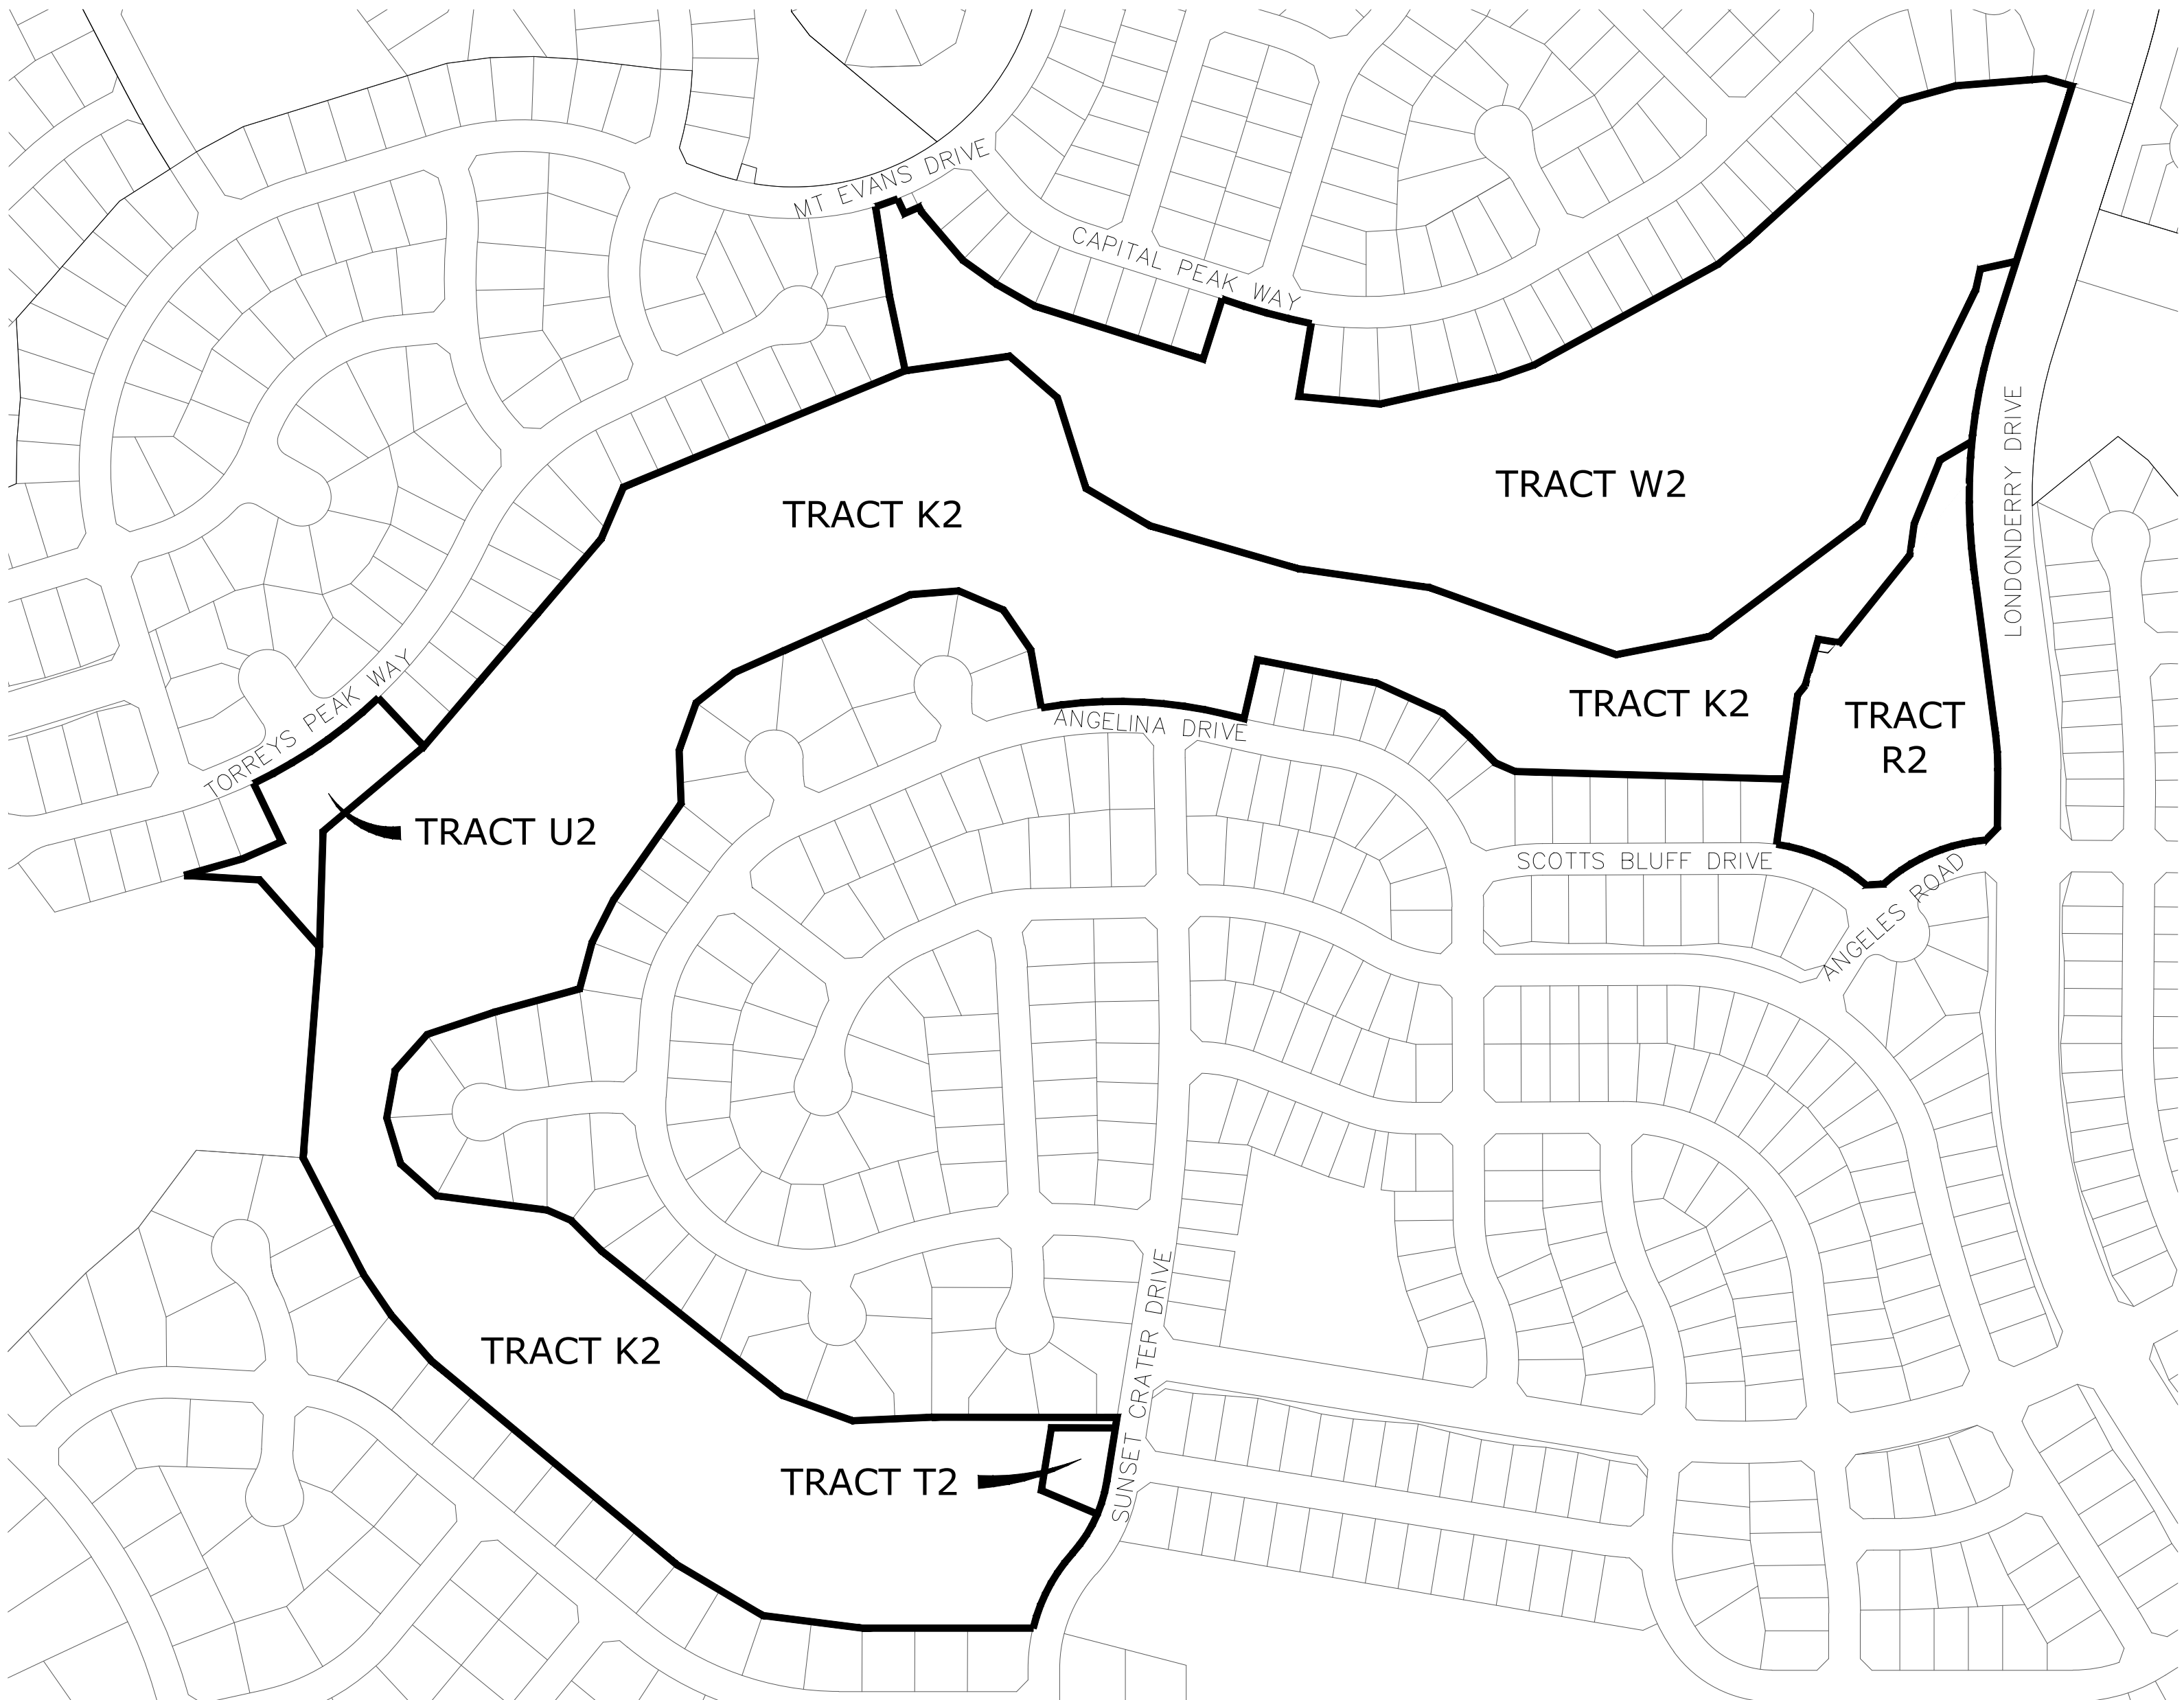 MT EVANS DRIVE
CAPITAL PEAK WAY
TRACT W2
TRACT K2
LONDONDERRY DRIVE
TORREYS PEAK WAY
TRACT K2
ANGELINA DRIVE
TRACT
R2
TRACT U2
SCOTTS BLUFF DRIVE
ANGELES ROAD
TRACT K2
SUNSET CRATER DRIVE
TRACT T2